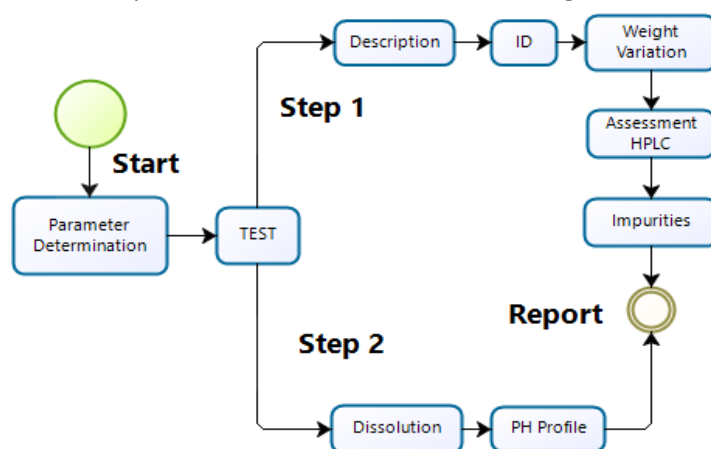 Description
ID
Weight
Variation
Step 1
Assessment
HPLC
Start
Parameter
Determination
TEST
Impurities
Report
Step 2
Dissolution
PH Profile